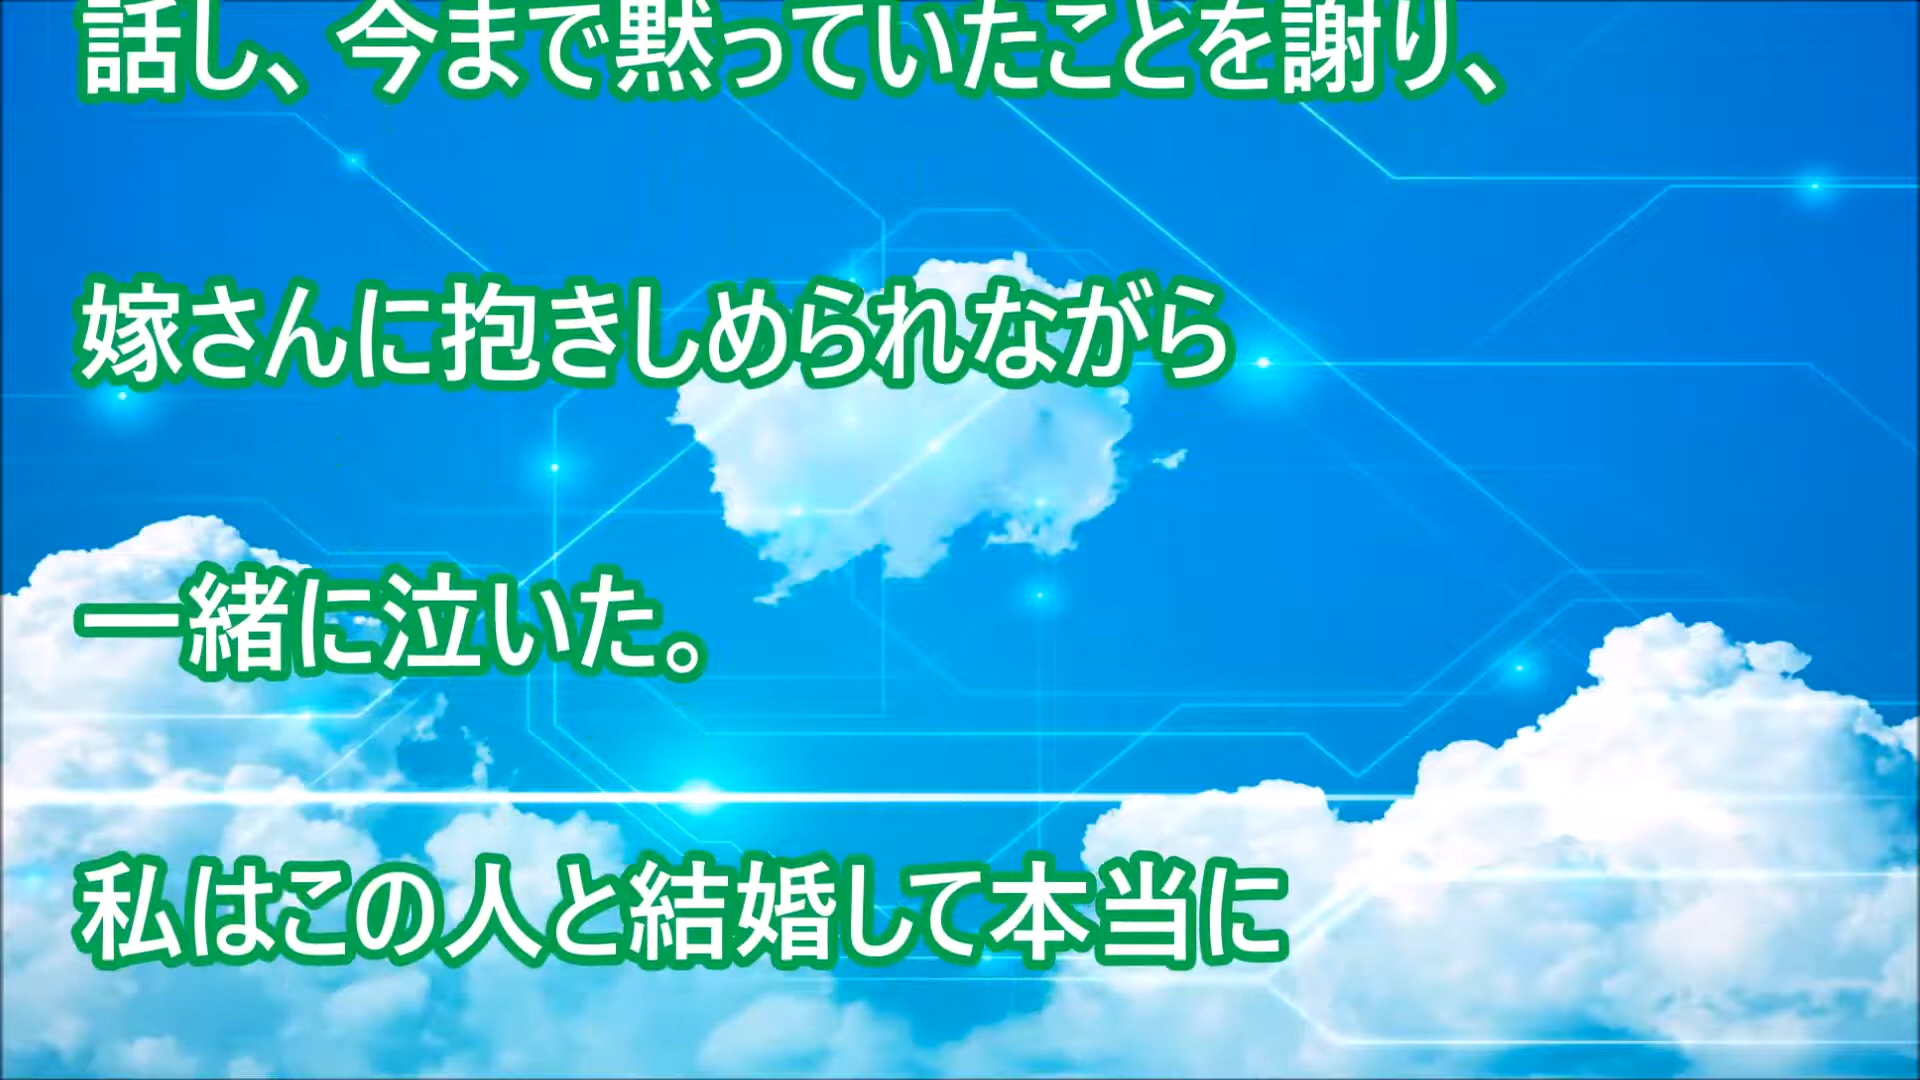 話し、今まで黙っていたことを謝り、
嫁さんに抱きしめられながら
一緒に泣いた。
私はこの人と結婚して本当に